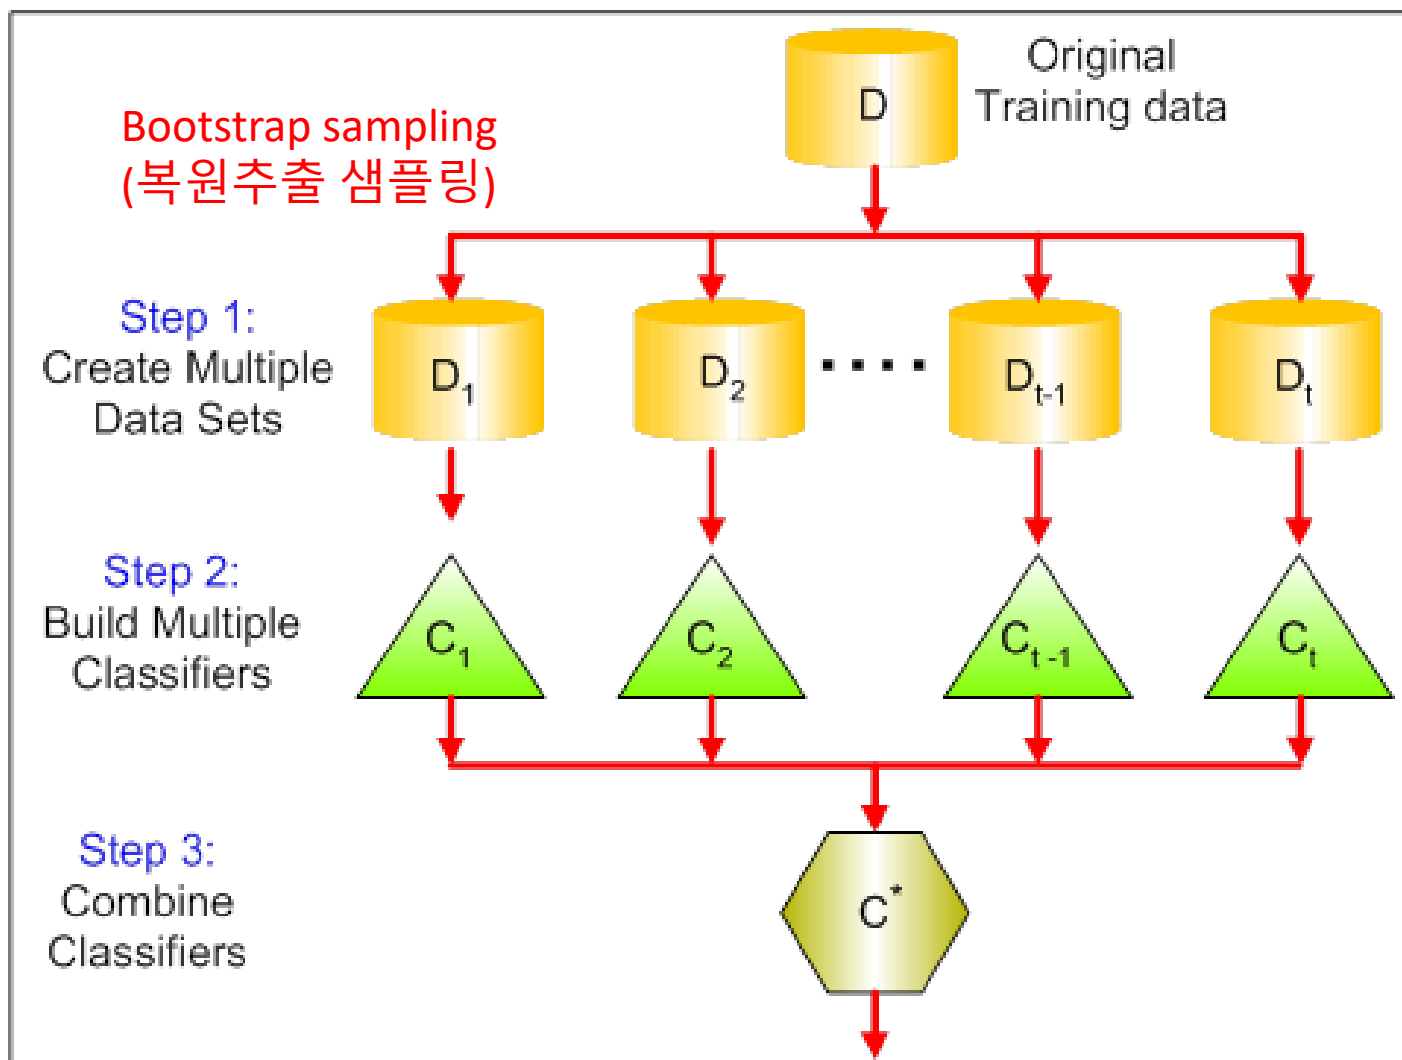 Original
Training data
D
Bootstrap sampling
(복원추출 샘플링)
Step 1:
Create Multiple
Data Sets
D1
D2
....
Dt-1
Dt
Step 2:
Build Multiple
Classifiers
C1
C2
Ct-1
Ct
Step 3:
Combine
Classifiers
C*